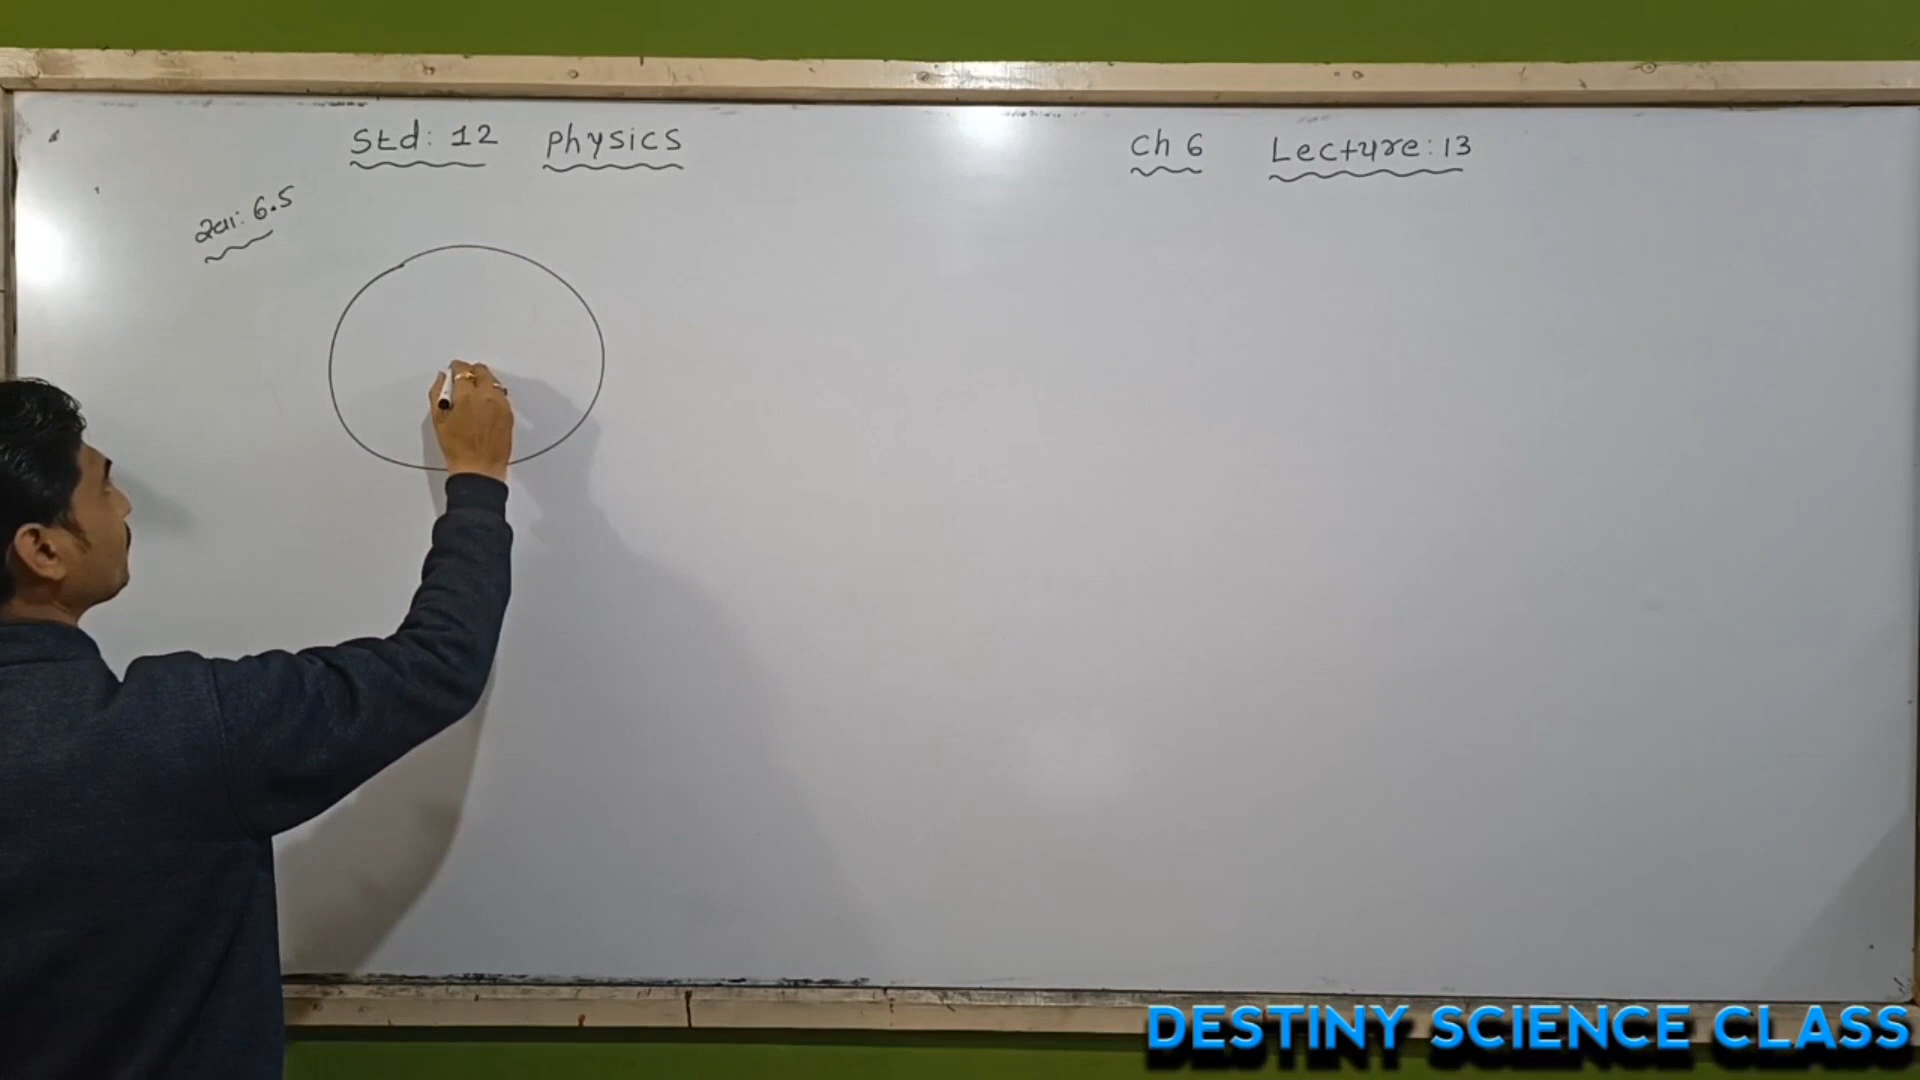 Std: 12 Physics Ch 6 Lecture: 13
દા: 6.5
DESTINY SCIENCE CLASS